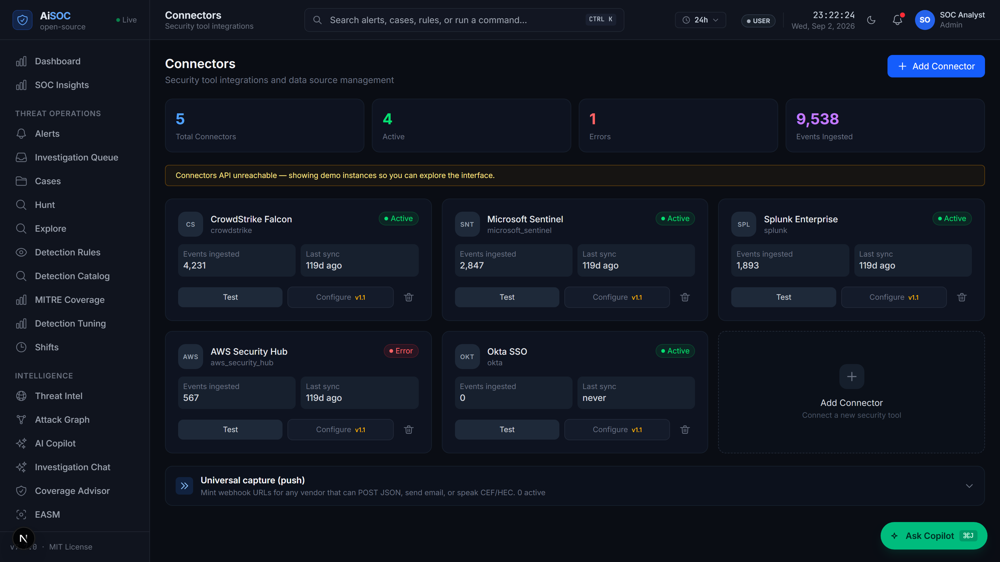 AiSOC
open-source
Live
Connectors
Security tool integrations
Search alerts, cases, rules, or run a command...
CTRL K
24h
USER
23:22:24
Wed, Sep 2, 2026
SO
SOC Analyst
Admin
Dashboard
SOC Insights
THREAT OPERATIONS
Alerts
Investigation Queue
Cases
Hunt
Explore
Detection Rules
Detection Catalog
MITRE Coverage
Detection Tuning
Shifts
INTELLIGENCE
Threat Intel
Attack Graph
AI Copilot
Investigation Chat
Coverage Advisor
EASM
N
· MIT License
Connectors
Security tool integrations and data source management
Add Connector
5
Total Connectors
4
Active
1
Errors
9,538
Events Ingested
Connectors API unreachable — showing demo instances so you can explore the interface.
CS
CrowdStrike Falcon
crowdstrike
Active
Events ingested
4,231
Last sync
119d ago
Test
Configure v1.1
SNT
Microsoft Sentinel
microsoft_sentinel
Active
Events ingested
2,847
Last sync
119d ago
Test
Configure v1.1
SPL
Splunk Enterprise
splunk
Active
Events ingested
1,893
Last sync
119d ago
Test
Configure v1.1
AWS
AWS Security Hub
aws_security_hub
Error
Events ingested
567
Last sync
119d ago
Test
Configure v1.1
OKT
Okta SSO
okta
Active
Events ingested
0
Last sync
never
Test
Configure v1.1
Add Connector
Connect a new security tool
Universal capture (push)
Mint webhook URLs for any vendor that can POST JSON, send email, or speak CEF/HEC. 0 active
Ask Copilot ⌘J